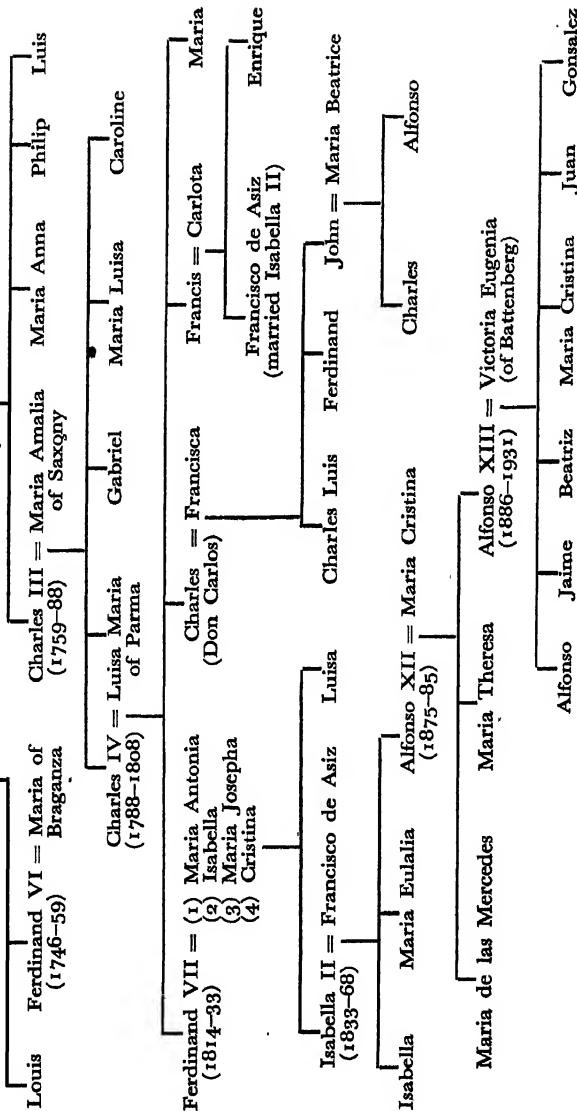 Louis Ferdinand VI = Maria of Charles III = Maria Amalia Maria Anna Philip Luis
(1746–59) Braganza (1759–88) of Saxony
Charles IV = Luisa Maria Gabriel Maria Luisa Caroline
(1788–1808) of Parma
Ferdinand VII = (1) Maria Antonia Charles = Francisca Francis = Carlota Maria
(1814–33) (2) Isabella (Don Carlos)
(3) Maria Josepha
(4) Cristina
Francisco de Asiz Enrique
(married Isabella II)
Isabella II = Francisco de Asiz Luisa Charles Luis Ferdinand John = Maria Beatrice
(1833–68)
Isabella Maria Eulalia Alfonso XII = Maria Cristina Charles Alfonso
(1875–85)
Maria de las Mercedes Maria Theresa Alfonso XIII = Victoria Eugenia
(1886–1931) (of Battenberg)
Alfonso Jaime Beatriz Maria Cristina Juan Gonsalez